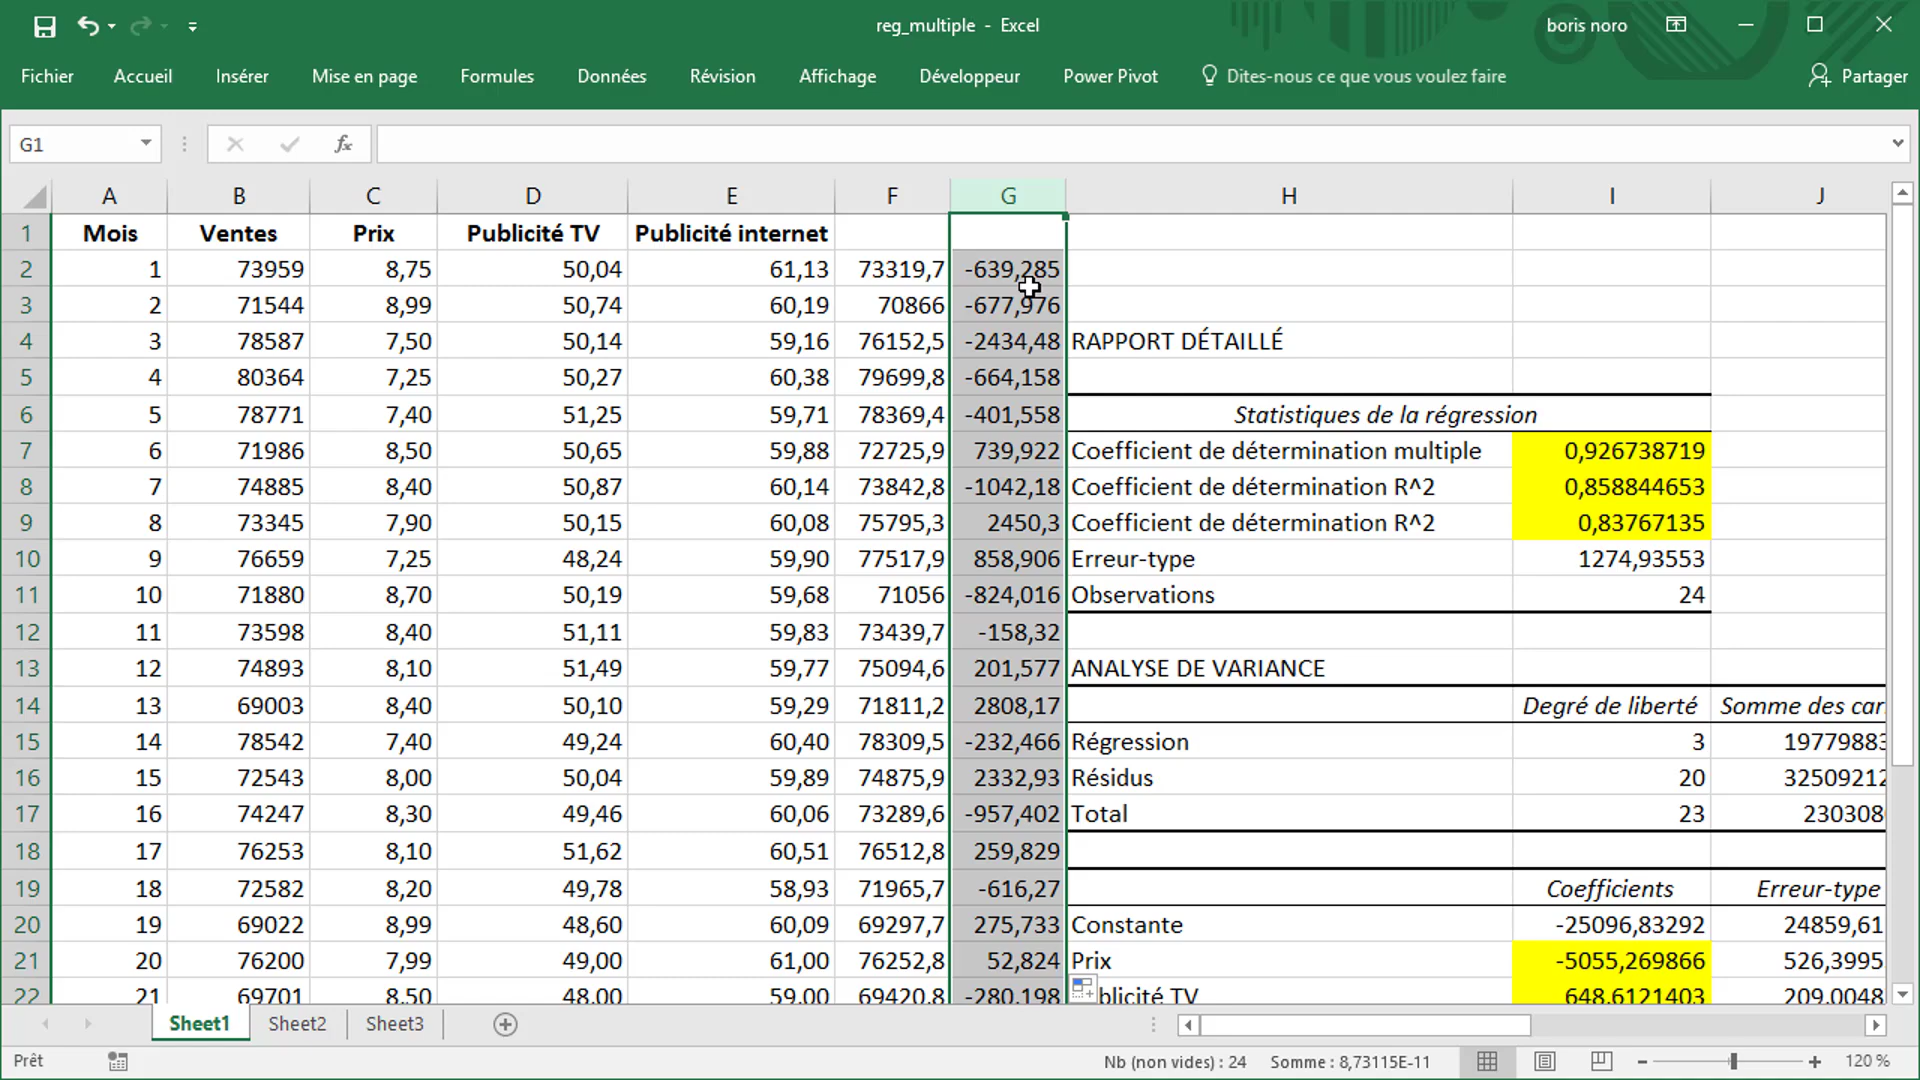 reg_multiple - Excel
boris noro
Fichier Accueil Insérer Mise en page Formules Données Révision Affichage Développeur Power Pivot Dites-nous ce que vous voulez faire Partager
G1 fx
A B C D E F G H I J
1 Mois Ventes Prix Publicité TV Publicité internet
2 1 73959 8,75 50,04 61,13 73319,7 -639,285
3 2 71544 8,99 50,74 60,19 70866 -677,976
4 3 78587 7,50 50,14 59,16 76152,5 -2434,48 RAPPORT DÉTAILLÉ
5 4 80364 7,25 50,27 60,38 79699,8 -664,158
6 5 78771 7,40 51,25 59,71 78369,4 -401,558 Statistiques de la régression
7 6 71986 8,50 50,65 59,88 72725,9 739,922 Coefficient de détermination multiple 0,926738719
8 7 74885 8,40 50,87 60,14 73842,8 -1042,18 Coefficient de détermination R^2 0,858844653
9 8 73345 7,90 50,15 60,08 75795,3 2450,3 Coefficient de détermination R^2 0,83767135
10 9 76659 7,25 48,24 59,90 77517,9 858,906 Erreur-type 1274,93553
11 10 71880 8,70 50,19 59,68 71056 -824,016 Observations 24
12 11 73598 8,40 51,11 59,83 73439,7 -158,32
13 12 74893 8,10 51,49 59,77 75094,6 201,577 ANALYSE DE VARIANCE
14 13 69003 8,40 50,10 59,29 71811,2 2808,17 Degré de liberté Somme des car
15 14 78542 7,40 49,24 60,40 78309,5 -232,466 Régression 3 19779883
16 15 72543 8,00 50,04 59,89 74875,9 2332,93 Résidus 20 32509212
17 16 74247 8,30 49,46 60,06 73289,6 -957,402 Total 23 230308
18 17 76253 8,10 51,62 60,51 76512,8 259,829
19 18 72582 8,20 49,78 58,93 71965,7 -616,27 Coefficients Erreur-type
20 19 69022 8,99 48,60 60,09 69297,7 275,733 Constante -25096,83292 24859,61
21 20 76200 7,99 49,00 61,00 76252,8 52,824 Prix -5055,269866 526,3995
22 21 69701 8,50 48,00 59,00 69420,8 -280,198 blicité TV 648,6121403 209,0048
Sheet1 Sheet2 Sheet3
Prêt Nb (non vides) : 24 Somme : 8,73115E-11 120 %